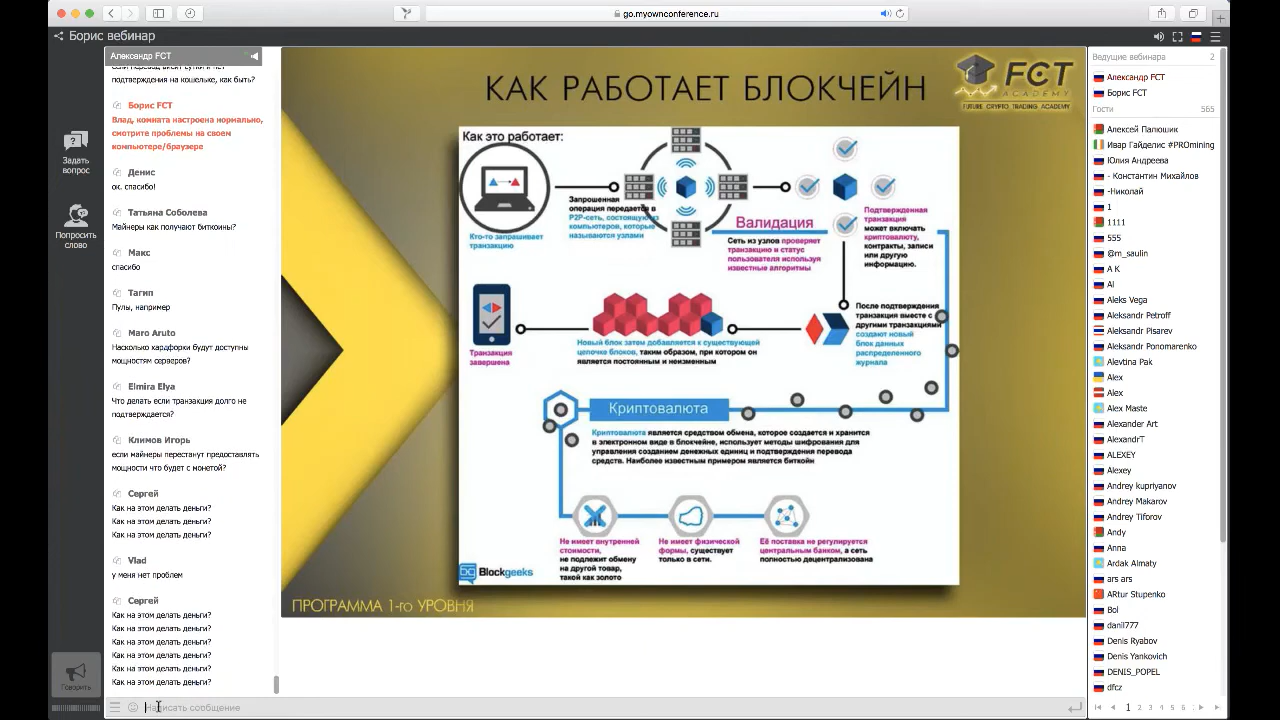 go.myownconference.ru
Борис вебинар
Александр FCT
подтверждения на кошельке, как быть?
Борис FCT
Влад, комната настроена нормально,
смотрите проблемы на своем
компьютере/браузере
Денис
ок. спасибо!
Татьяна Соболева
Майнеры как получают биткоины?
Макс
спасибо
Тагип
Пулы, например
Маго Aruto
Насколько комиx будут доступны
мощностям серверов?
Elmira Elya
Что делать если транзакция долго не
подтверждается?
Климов Игорь
если майнеры перестанут предоставлять
мощности что будет с монетой?
Сергей
Как на этом делать деньги?
Как на этом делать деньги?
Как на этом делать деньги?
Vlad
у меня нет проблем
Сергей
Как на этом делать деньги?
Как на этом делать деньги?
Как на этом делать деньги?
Как на этом делать деньги?
Как на этом делать деньги?
Как на этом делать деньги?
Написать сообщение
Задать
вопрос
Попросить
слово
Говорить
КАК РАБОТАЕТ БЛОКЧЕЙН
FCT
ACADEMY
FUTURE CRYPTO TRADING ACADEMY
Как это работает:
Кто-то запрашивает
транзакцию
Запрошенная
операция передается в
P2P-сеть, состоящую из
компьютеров, которые
называются узлами
Валидация
Сеть из узлов проверяет
транзакцию и статус
пользователя используя
известные алгоритмы
Подтвержденная
транзакция
может включать
криптовалюту,
контракты, записи
или другую
информацию.
После подтверждения
транзакция вместе с
другими транзакциями
создают новый
блок данных
распределенного
журнала
Новый блок затем добавляется к существующей
цепочке блоков, таким образом, при котором он
является постоянным и неизменным
Транзакция
завершена
Криптовалюта
Криптовалюта является средством обмена, которое создается и хранится
в электронном виде в блокчейне, использует методы шифрования для
управления созданием денежных единиц и подтверждения перевода
средств. Наиболее известным примером является биткойн
Не имеет внутренней
стоимости,
не подлежит обмену
на другой товар,
такой как золото
Не имеет физической
формы, существует
только в сети.
Её поставка не регулируется
центральным банком, а сеть
полностью децентрализована
Blockgeeks
ПРОГРАММА 1-го УРОВНЯ
Ведущие вебинара 2
Александр FCT
Борис FCT
Гости 565
Алексей Палюшик
Ивар Гайделис #PROmining
Юлия Андреева
- Константин Михайлов
-Николай
1
1111
555
@m_saulin
A K
Al
Aleks Vega
Aleksandr Petroff
Aleksandr Pisarev
Aleksandr Ponomarenko
Alevtina Pak
Alex
Alex
Alex Maste
Alexander Art
AlexandrT
ALEXEY
Alexey
Andrey kupriyanov
Andrey Makarov
Andrey Tiforov
Andy
Anna
Ardak Almaty
ars ars
ARtur Stupenko
Bol
danil777
Denis Ryabov
Denis Yankovich
DENIS_POPEL
dfcz
1 2 3 4 5 6